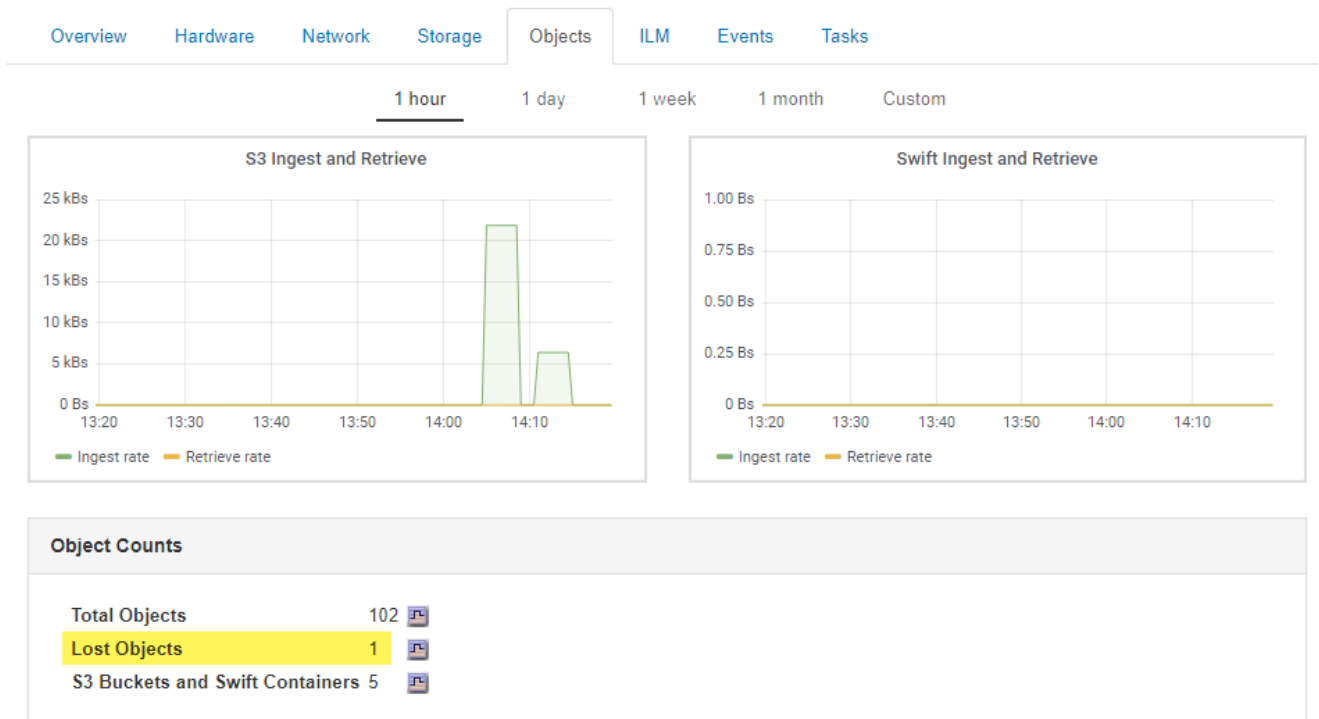 Overview Hardware Network Storage Objects ILM Events Tasks
1 hour 1 day 1 week 1 month Custom
S3 Ingest and Retrieve
25 kBs
20 kBs
15 kBs
10 kBs
5 kBs
0 Bs
13:20 13:30 13:40 13:50 14:00 14:10
Ingest rate Retrieve rate
Swift Ingest and Retrieve
1.00 Bs
0.75 Bs
0.50 Bs
0.25 Bs
0 Bs
13:20 13:30 13:40 13:50 14:00 14:10
Ingest rate Retrieve rate
Object Counts
Total Objects 102
Lost Objects 1
S3 Buckets and Swift Containers 5